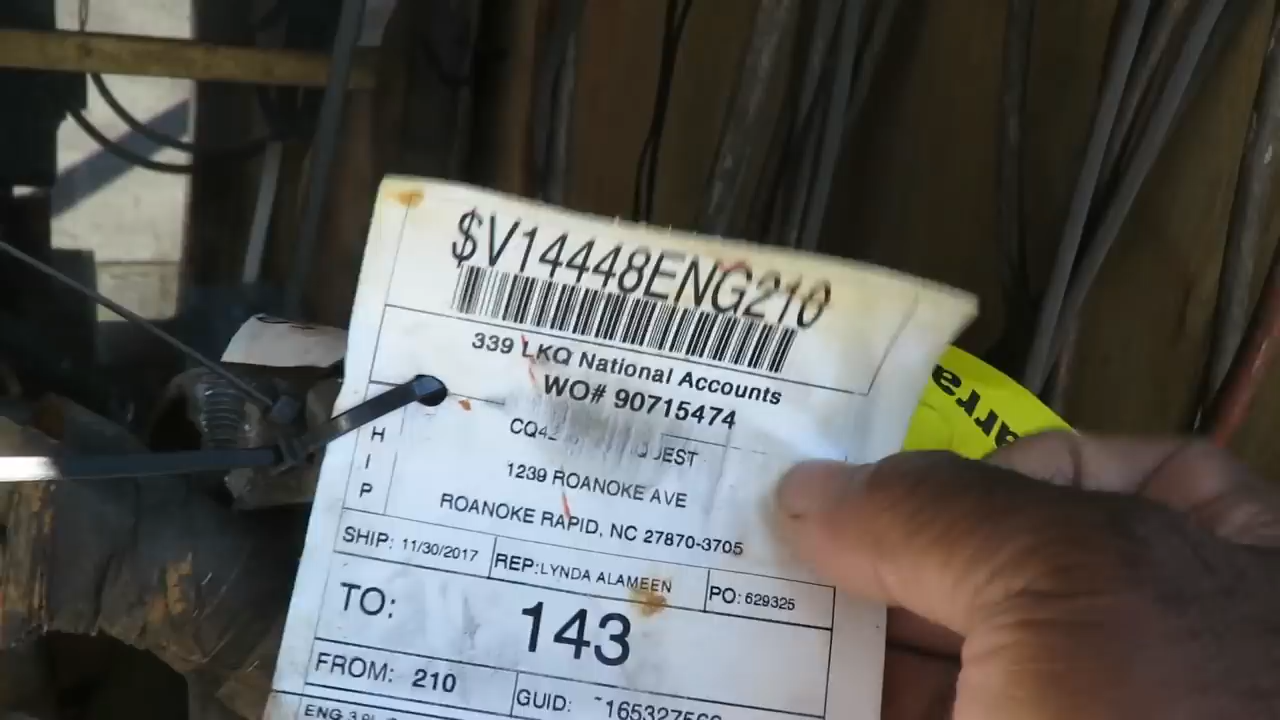 $V14448ENG210
339 LKQ National Accounts
WO# 90715474
H
I
P
1239 ROANOKE AVE
ROANOKE RAPID, NC 27870-3705
SHIP: 11/30/2017
REP:LYNDA ALAMEEN
PO: 629325
TO:
143
FROM: 210
GUID:
ENG